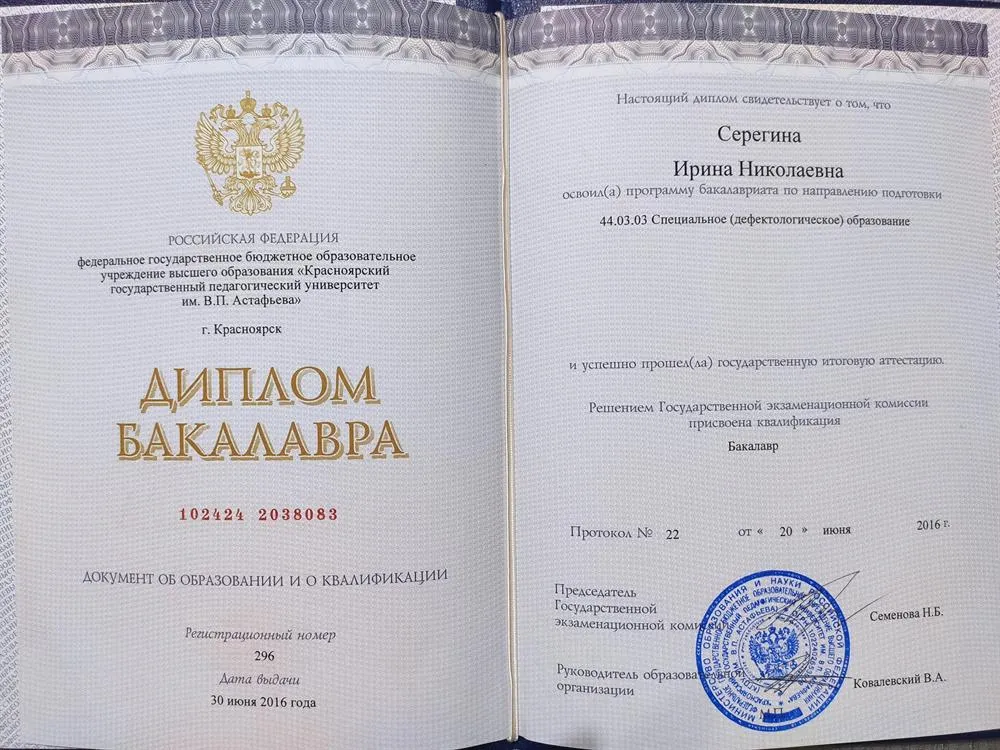 РОССИЙСКАЯ ФЕДЕРАЦИЯ
федеральное государственное бюджетное образовательное
учреждение высшего образования «Красноярский
государственный педагогический университет
им. В.П. Астафьева»
г. Красноярск
ДИПЛОМ
БАКАЛАВРА
102424 2038083
ДОКУМЕНТ ОБ ОБРАЗОВАНИИ И О КВАЛИФИКАЦИИ
Регистрационный номер
296
Дата выдачи
30 июня 2016 года
Настоящий диплом свидетельствует о том, что
Серегина
Ирина Николаевна
освоил(а) программу бакалавриата по направлению подготовки
44.03.03 Специальное (дефектологическое) образование
и успешно прошел(ла) государственную итоговую аттестацию.
Решением Государственной экзаменационной комиссии
присвоена квалификация
Бакалавр
Протокол № 22 от « 20 » июня 2016 г.
Председатель
Государственной
экзаменационной комиссии
Семенова Н.Б.
Руководитель образовательной
организации
Ковалевский В.А.
М.П.